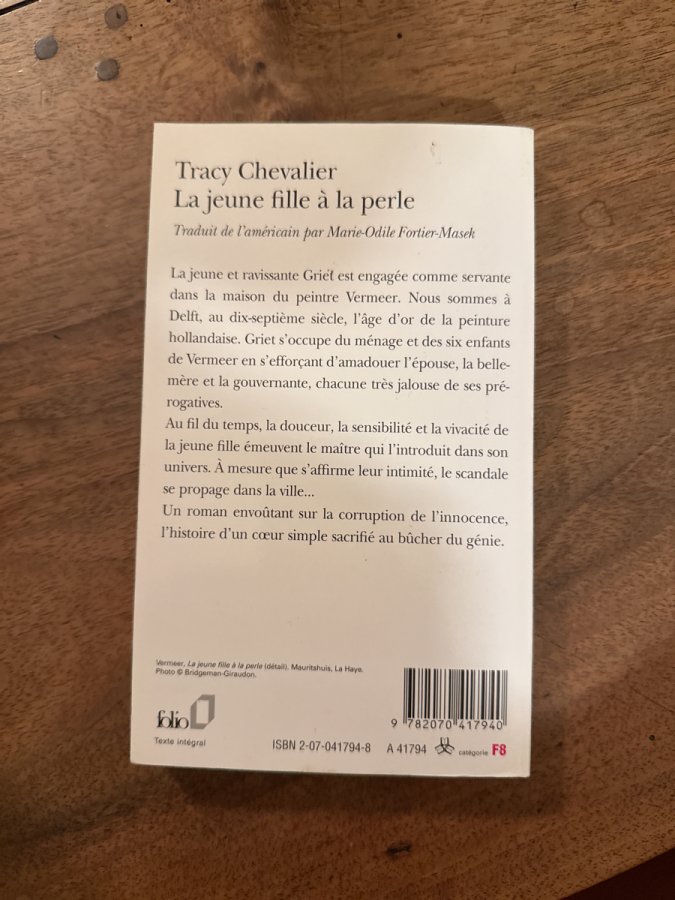 Tracy Chevalier
La jeune fille à la perle
Traduit de l'américain par Marie-Odile Fortier-Masek
La jeune et ravissante Griet est engagée comme servante
dans la maison du peintre Vermeer. Nous sommes à
Delft, au dix-septième siècle, l'âge d'or de la peinture
hollandaise. Griet s'occupe du ménage et des six enfants
de Vermeer en s'efforçant d'amadouer l'épouse, la belle-
mère et la gouvernante, chacune très jalouse de ses pré-
rogatives.
Au fil du temps, la douceur, la sensibilité et la vivacité de
la jeune fille émeuvent le maître qui l'introduit dans son
univers. À mesure que s'affirme leur intimité, le scandale
se propage dans la ville...
Un roman envoûtant sur la corruption de l'innocence,
l'histoire d'un cœur simple sacrifié au bûcher du génie.
Vermeer, La jeune fille à la perle (détail). Mauritshuis, La Haye.
Photo © Bridgeman-Giraudon.
folio
Texte intégral
9 782070 417940
ISBN 2-07-041794-8 A 41794 catégorie F8